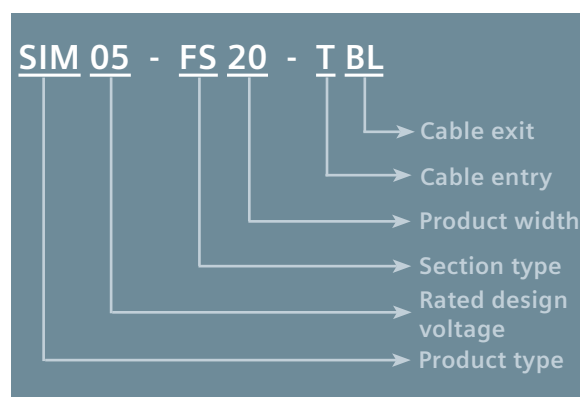 SIM 05 - FS 20 - T BL
Cable exit
Cable entry
Product width
Section type
Rated design
voltage
Product type